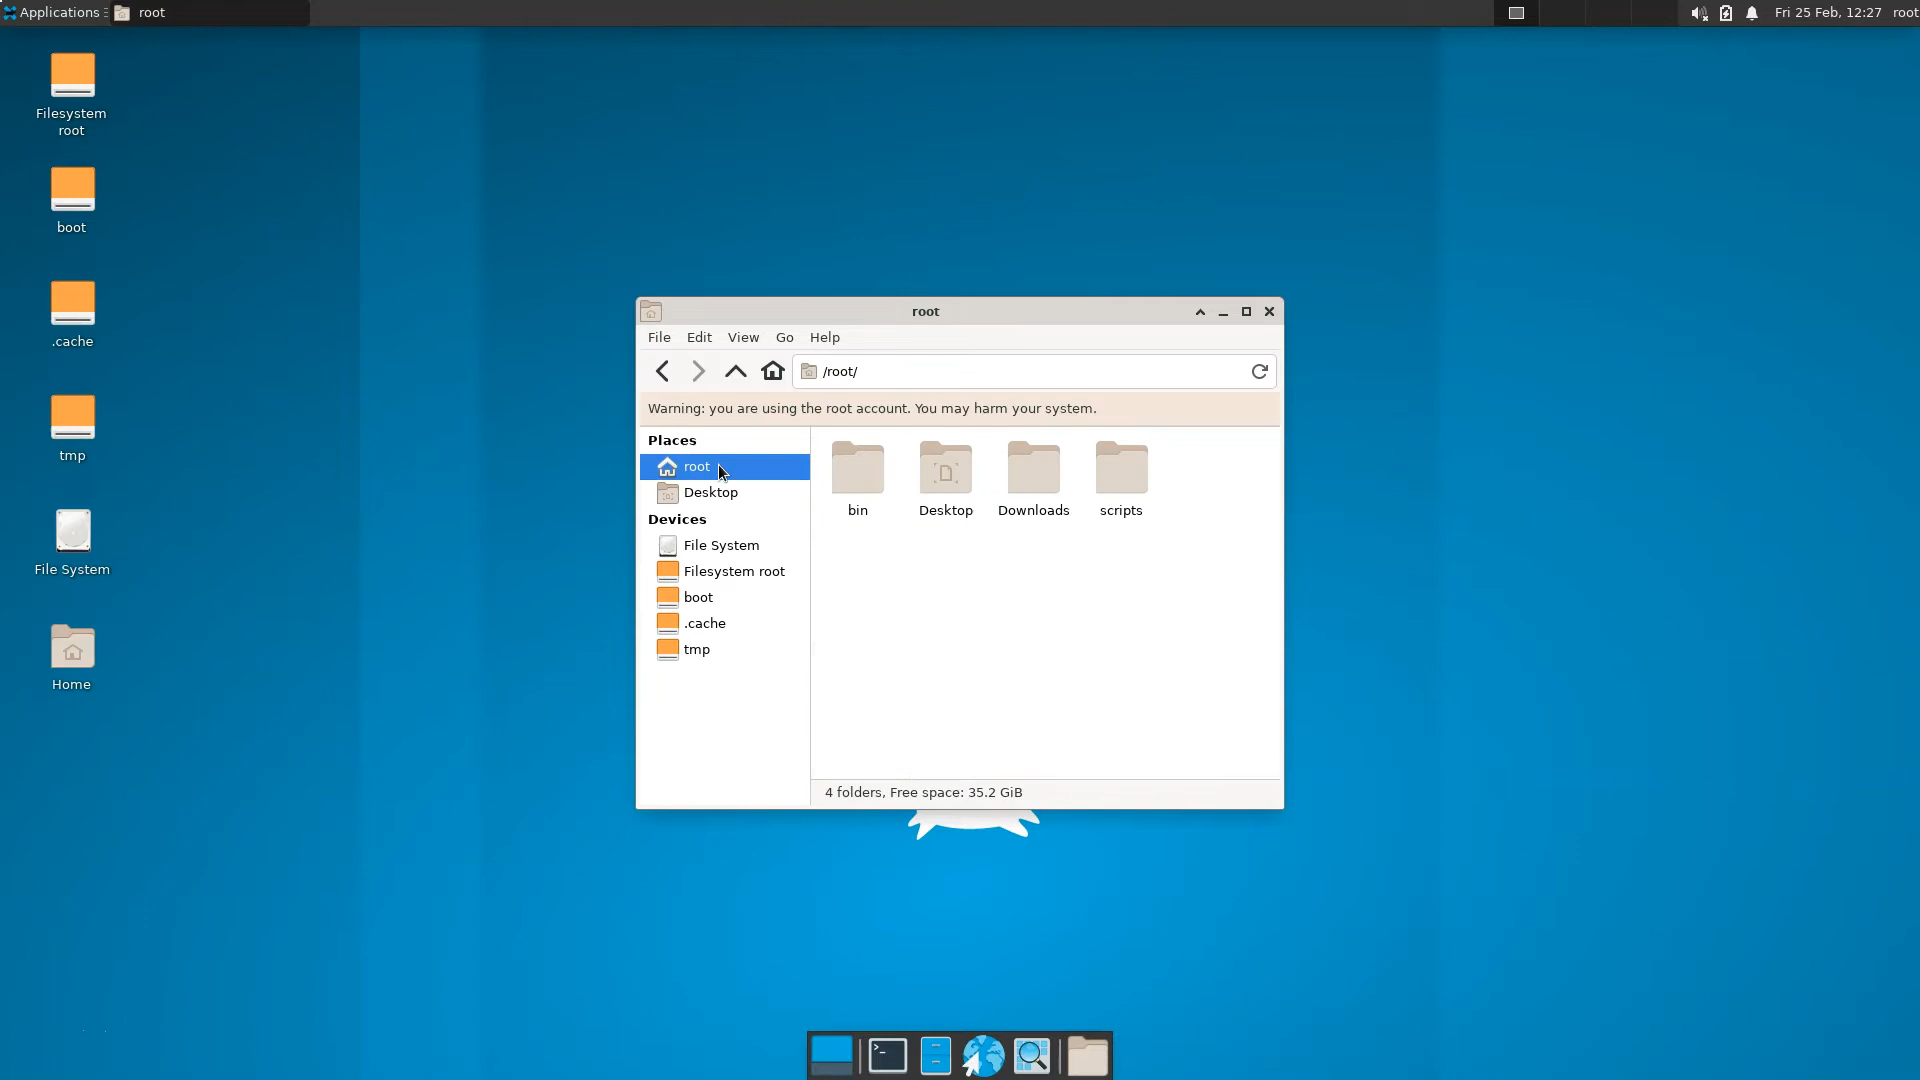 Applications
root
Fri 25 Feb, 12:27
root
Filesystem
root
boot
.cache
tmp
File System
Home
root
File Edit View Go Help
/root/
Warning: you are using the root account. You may harm your system.
Places
root
Desktop
Devices
File System
Filesystem root
boot
.cache
tmp
bin
Desktop
Downloads
scripts
4 folders, Free space: 35.2 GiB